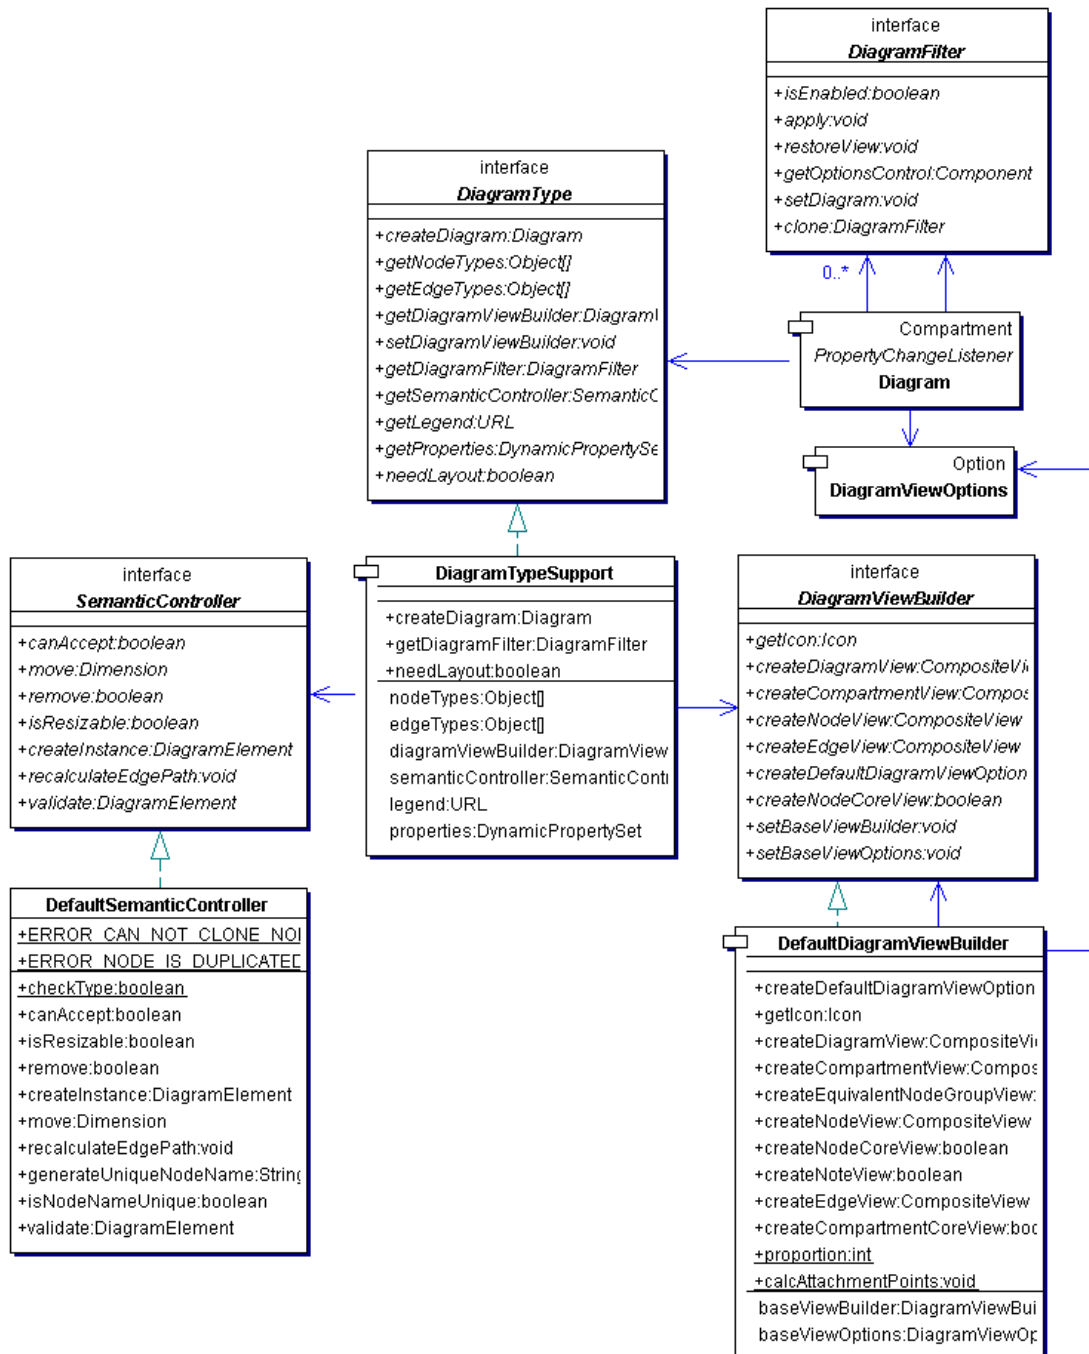 interface
DiagramFilter
+isEnabled:boolean
+apply:void
+restoreView:void
+getOptionsControl:Component
+setDiagram:void
+clone:DiagramFilter
interface
DiagramType
+createDiagram:Diagram
+getNodeTypes:Object[]
+getEdgeTypes:Object[]
+getDiagramViewBuilder:Diagram
+setDiagramViewBuilder:void
+getDiagramFilter:DiagramFilter
+getSemanticController:Semantic
+getLegend:URL
+getProperties:DynamicPropertySe
+needLayout:boolean
0..*
Compartment
PropertyChangeListener
Diagram
Option
DiagramViewOptions
interface
SemanticController
+canAccept:boolean
+move:Dimension
+remove:boolean
+isResizable:boolean
+createInstance:DiagramElement
+recalculateEdgePath:void
+validate:DiagramElement
DiagramTypeSupport
+createDiagram:Diagram
+getDiagramFilter:DiagramFilter
+needLayout:boolean
nodeTypes:Object[]
edgeTypes:Object[]
diagramViewBuilder:DiagramView
semanticController:SemanticCont
legend:URL
properties:DynamicPropertySet
interface
DiagramViewBuilder
+getIcon:Icon
+createDiagramView:CompositeVi
+createCompartmentView:Compos
+createNodeView:CompositeView
+createEdgeView:CompositeView
+createDefaultDiagramViewOption
+createNodeCoreView:boolean
+setBaseViewBuilder:void
+setBaseViewOptions:void
DefaultSemanticController
+ERROR_CAN_NOT_CLONE_NO
+ERROR_NODE_IS_DUPLICATED
+checkType:boolean
+canAccept:boolean
+isResizable:boolean
+remove:boolean
+createInstance:DiagramElement
+move:Dimension
+recalculateEdgePath:void
+generateUniqueNodeName:String
+isNodeNameUnique:boolean
+validate:DiagramElement
DefaultDiagramViewBuilder
+createDefaultDiagramViewOption
+getIcon:Icon
+createDiagramView:CompositeVi
+createCompartmentView:Compos
+createEquivalentNodeGroupView:
+createNodeView:CompositeView
+createNodeCoreView:boolean
+createNoteView:boolean
+createEdgeView:CompositeView
+createCompartmentCoreView:boo
+proportion:int
+calcAttachmentPoints:void
baseViewBuilder:DiagramViewBui
baseViewOptions:DiagramViewOp